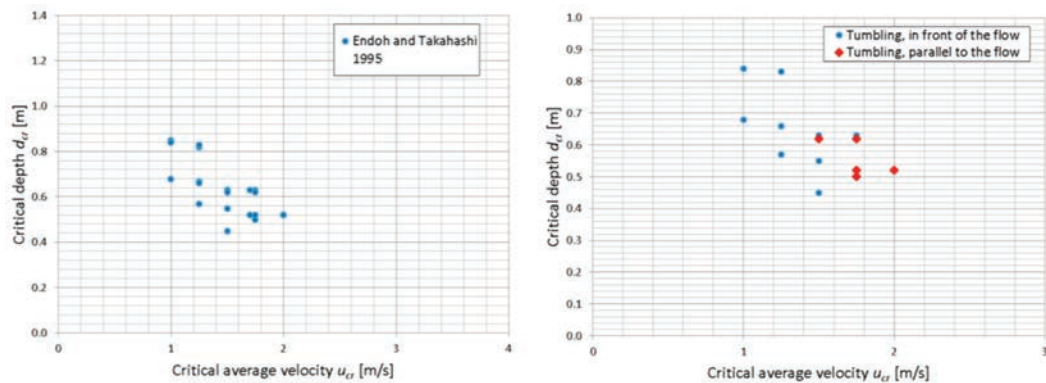 1.4
1.2
1.0
0.8
0.6
0.4
0.2
0.0
Critical depth dcr [m]
Endoh and Takahashi
1995
0 1 2 3 4
Critical average velocity ucr [m/s]
1.0
0.9
0.8
0.7
0.6
0.5
0.4
0.3
0.2
0.1
0.0
Critical depth dcr [m]
Tumbling, in front of the flow
Tumbling, parallel to the flow
0 1 2 3
Critical average velocity ucr [m/s]